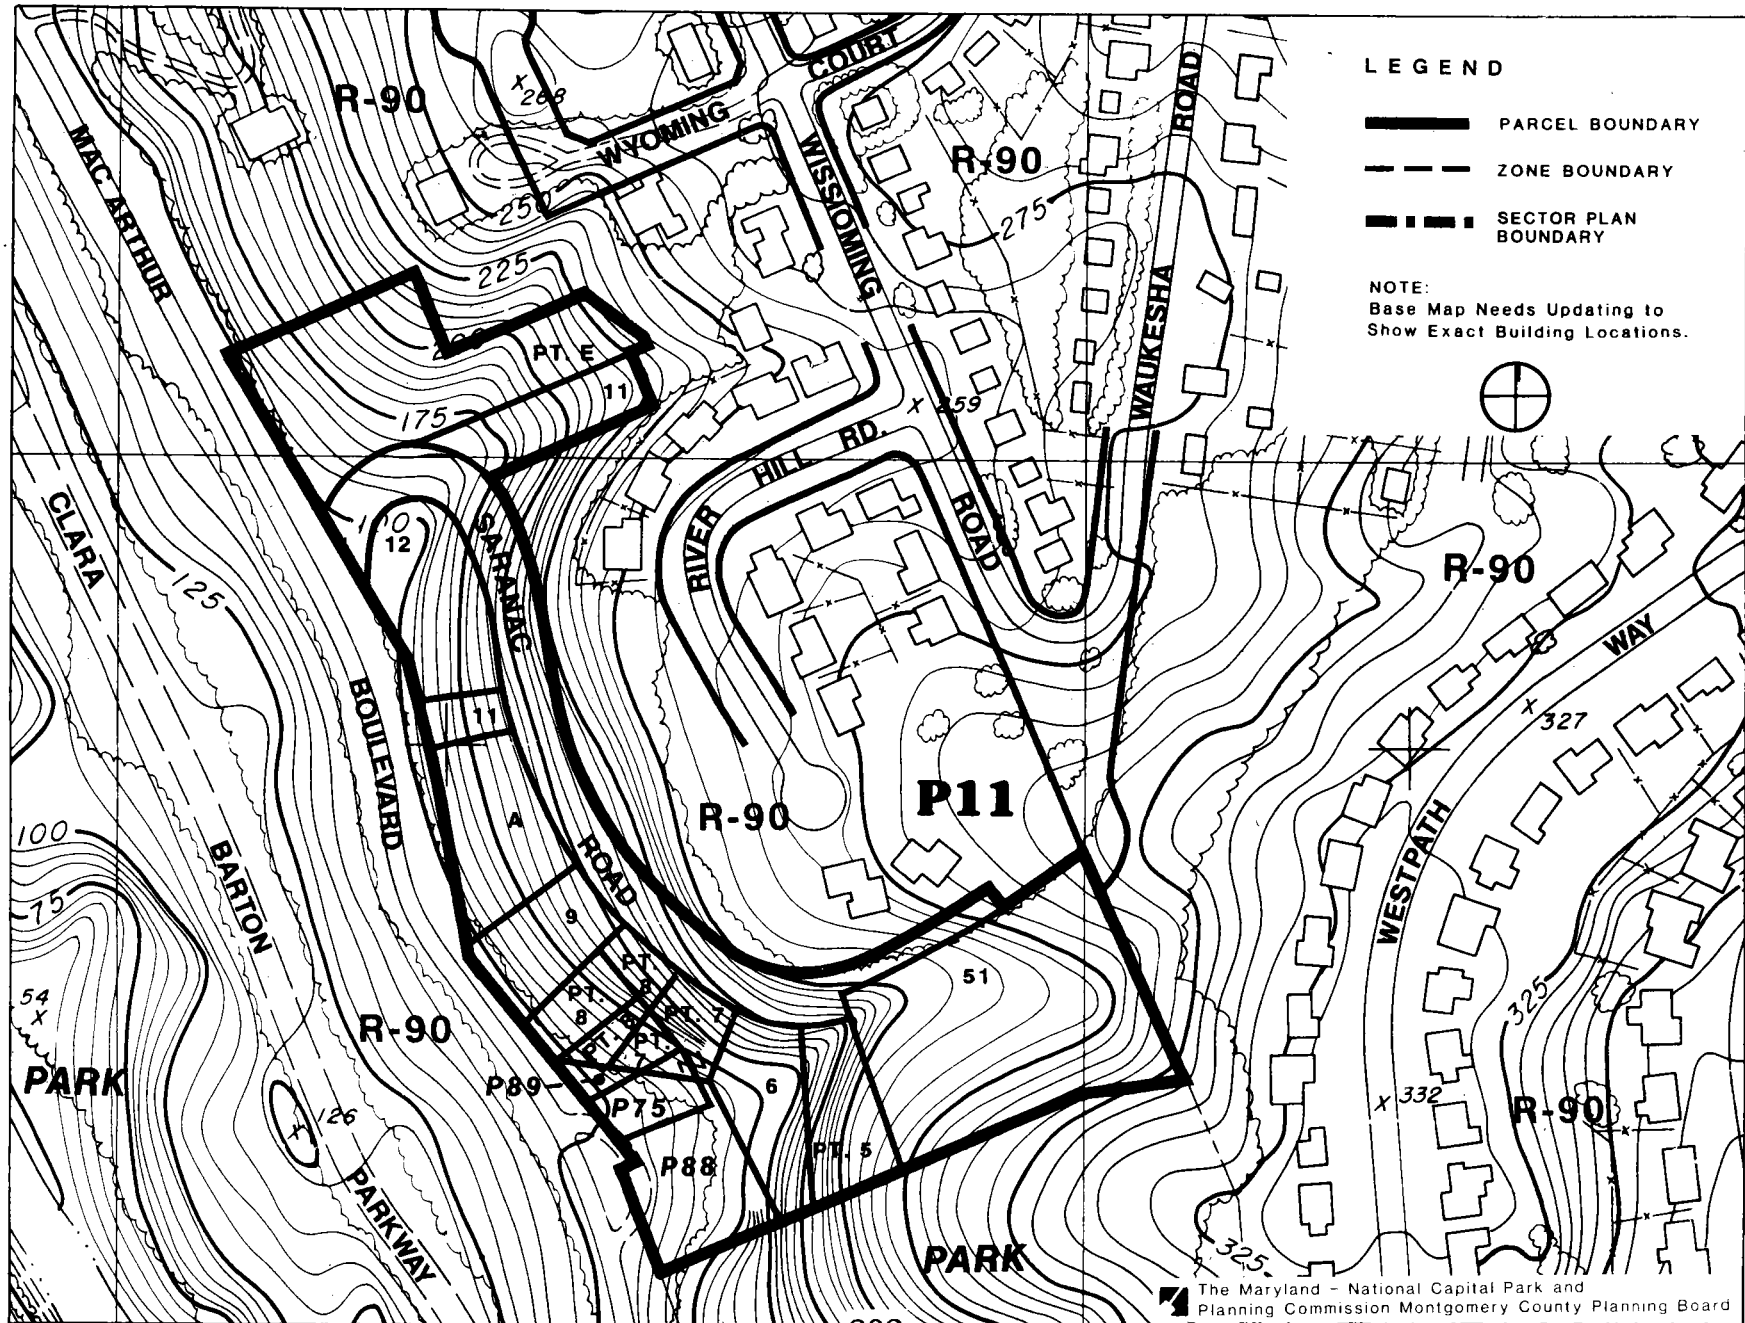 LEGEND
PARCEL BOUNDARY
ZONE BOUNDARY
SECTOR PLAN
BOUNDARY
NOTE:
Base Map Needs Updating to
Show Exact Building Locations.
R-90
268
COURT
WYOMING
WISSIOMING
ROAD
R-90
WAUKESHA
ROAD
275
MAC ARTHUR
BOULEVARD
250
225
200
PT. E
11
175
259
HILL RD.
RIVER
CLARA
BARTON
PARKWAY
125
12
SARANAC
ROAD
11
A
R-90
P11
R-90
WAY
WESTPATH
327
100
75
54
9
PT.
8
PT.
8
PT. 7
PT.
7
51
R-90
PARK
P89
P75
6
P88
PT. 5
126
325
332
R-90
325
PARK
The Maryland - National Capital Park and
Planning Commission Montgomery County Planning Board